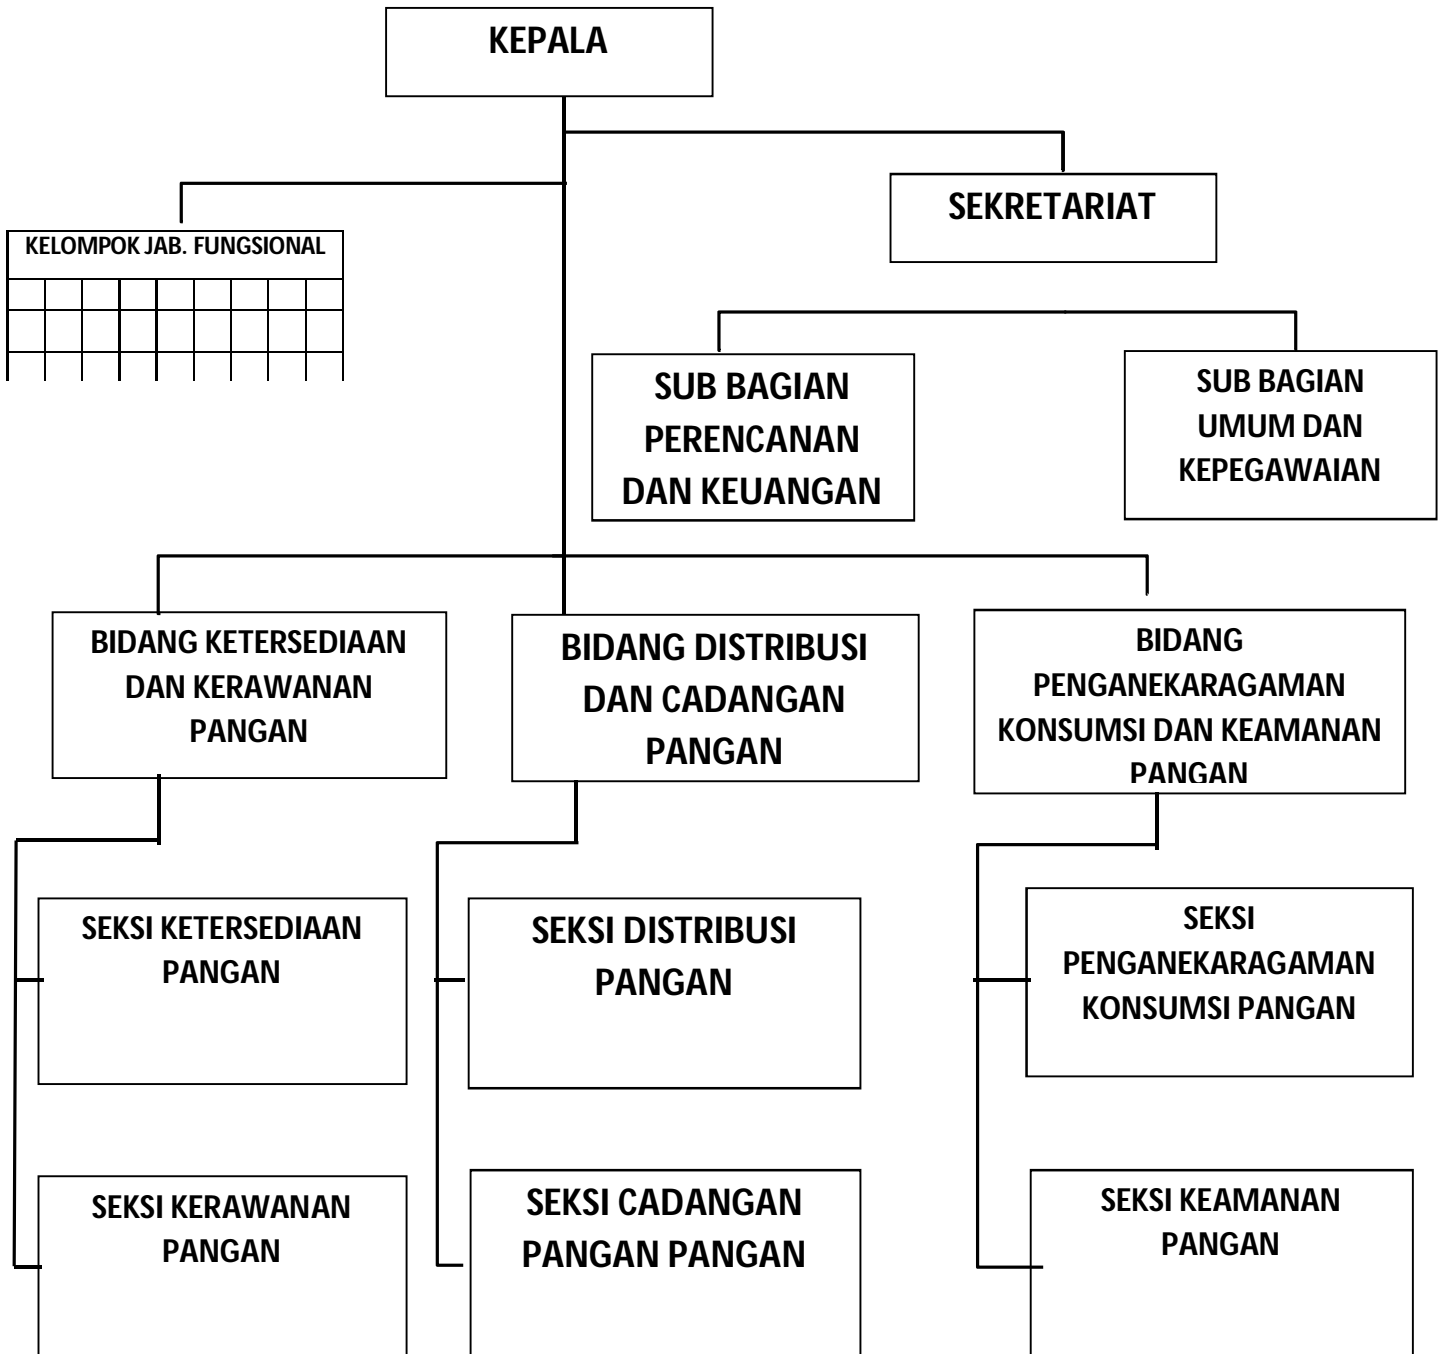 KEPALA
SEKRETARIAT
KELOMPOK JAB. FUNGSIONAL
SUB BAGIAN
PERENCANAN
DAN KEUANGAN
SUB BAGIAN
UMUM DAN
KEPEGAWAIAN
BIDANG KETERSEDIAAN
DAN KERAWANAN
PANGAN
BIDANG DISTRIBUSI
DAN CADANGAN
PANGAN
BIDANG
PENGANEKARAGAMAN
KONSUMSI DAN KEAMANAN
PANGAN
SEKSI KETERSEDIAAN
PANGAN
SEKSI DISTRIBUSI
PANGAN
SEKSI
PENGANEKARAGAMAN
KONSUMSI PANGAN
SEKSI KERAWANAN
PANGAN
SEKSI CADANGAN
PANGAN PANGAN
SEKSI KEAMANAN
PANGAN